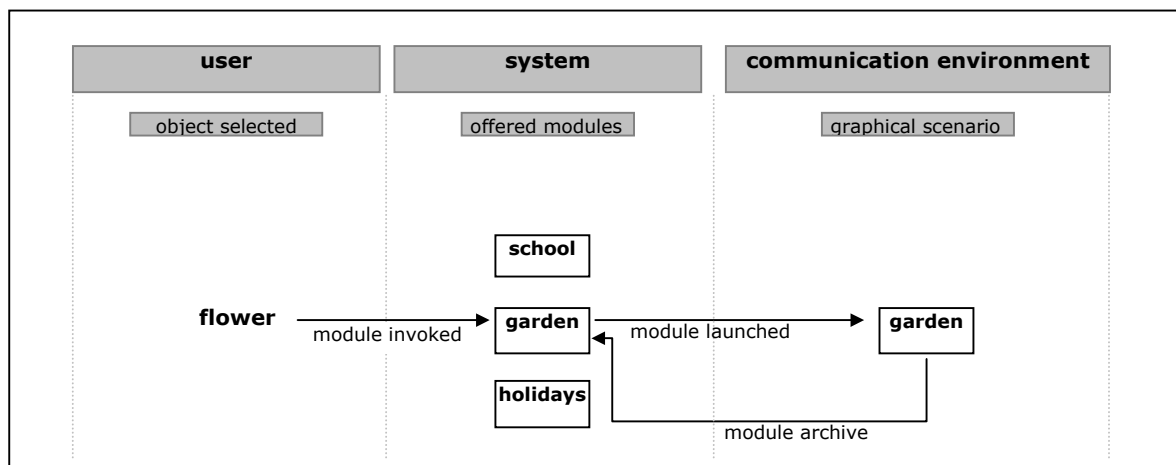 user
system
communication environment
object selected
offered modules
graphical scenario
school
flower
module invoked
garden
module launched
garden
holidays
module archive